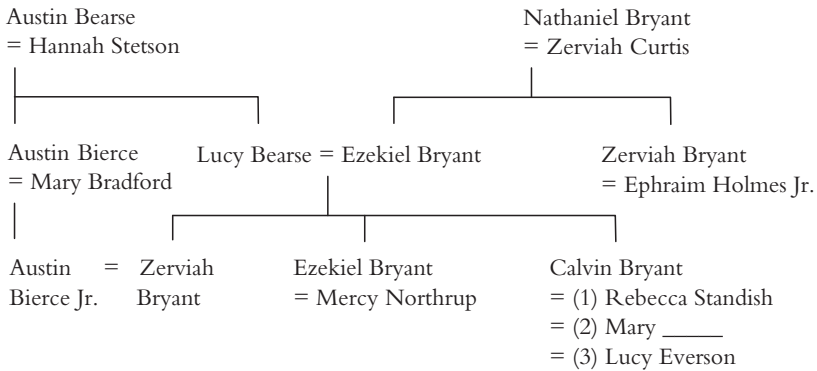 Austin Bearse
= Hannah Stetson
Nathaniel Bryant
= Zerviah Curtis
Austin Bierce
= Mary Bradford
Lucy Bearse = Ezekiel Bryant
Zerviah Bryant
= Ephraim Holmes Jr.
Austin = Zerviah
Bierce Jr. Bryant
Ezekiel Bryant
= Mercy Northrup
Calvin Bryant
= (1) Rebecca Standish
= (2) Mary _____
= (3) Lucy Everson